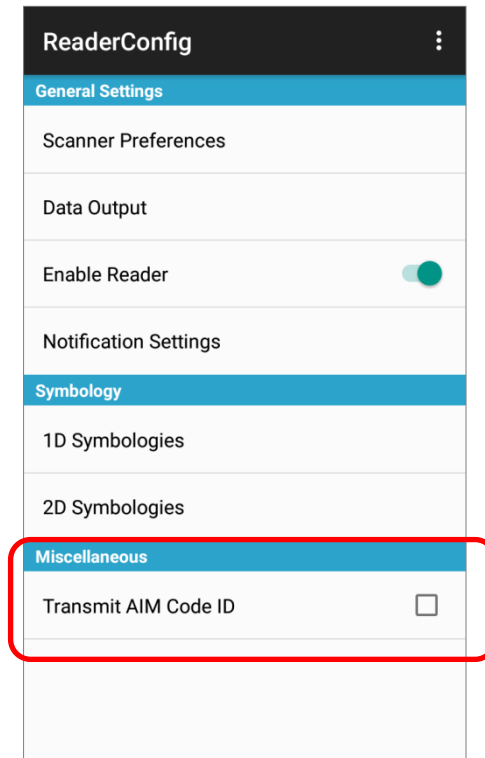 ReaderConfig
General Settings
Scanner Preferences
Data Output
Enable Reader
Notification Settings
Symbology
1D Symbologies
2D Symbologies
Miscellaneous
Transmit AIM Code ID